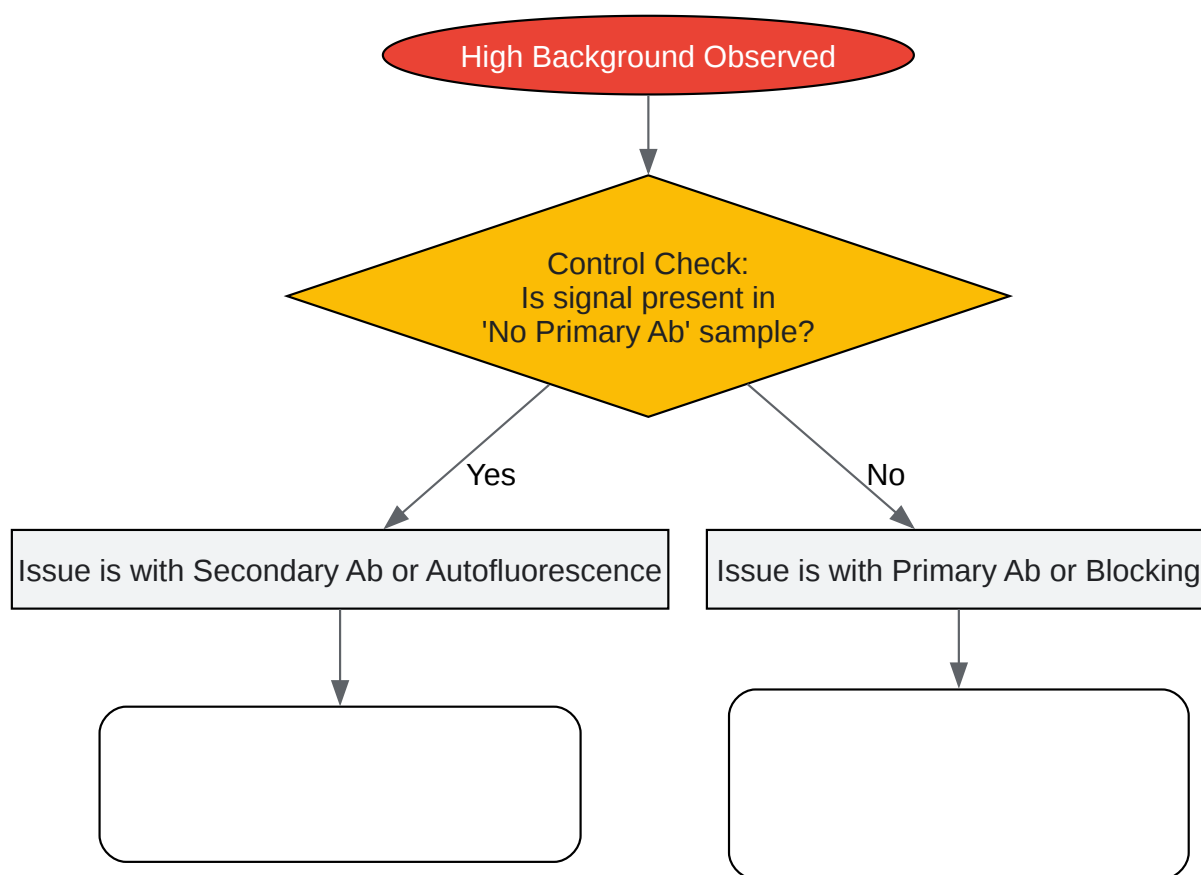 High Background Observed
Control Check:
Is signal present in
'No Primary Ab' sample?
Yes
No
Issue is with Secondary Ab or Autofluorescence
Issue is with Primary Ab or Blocking